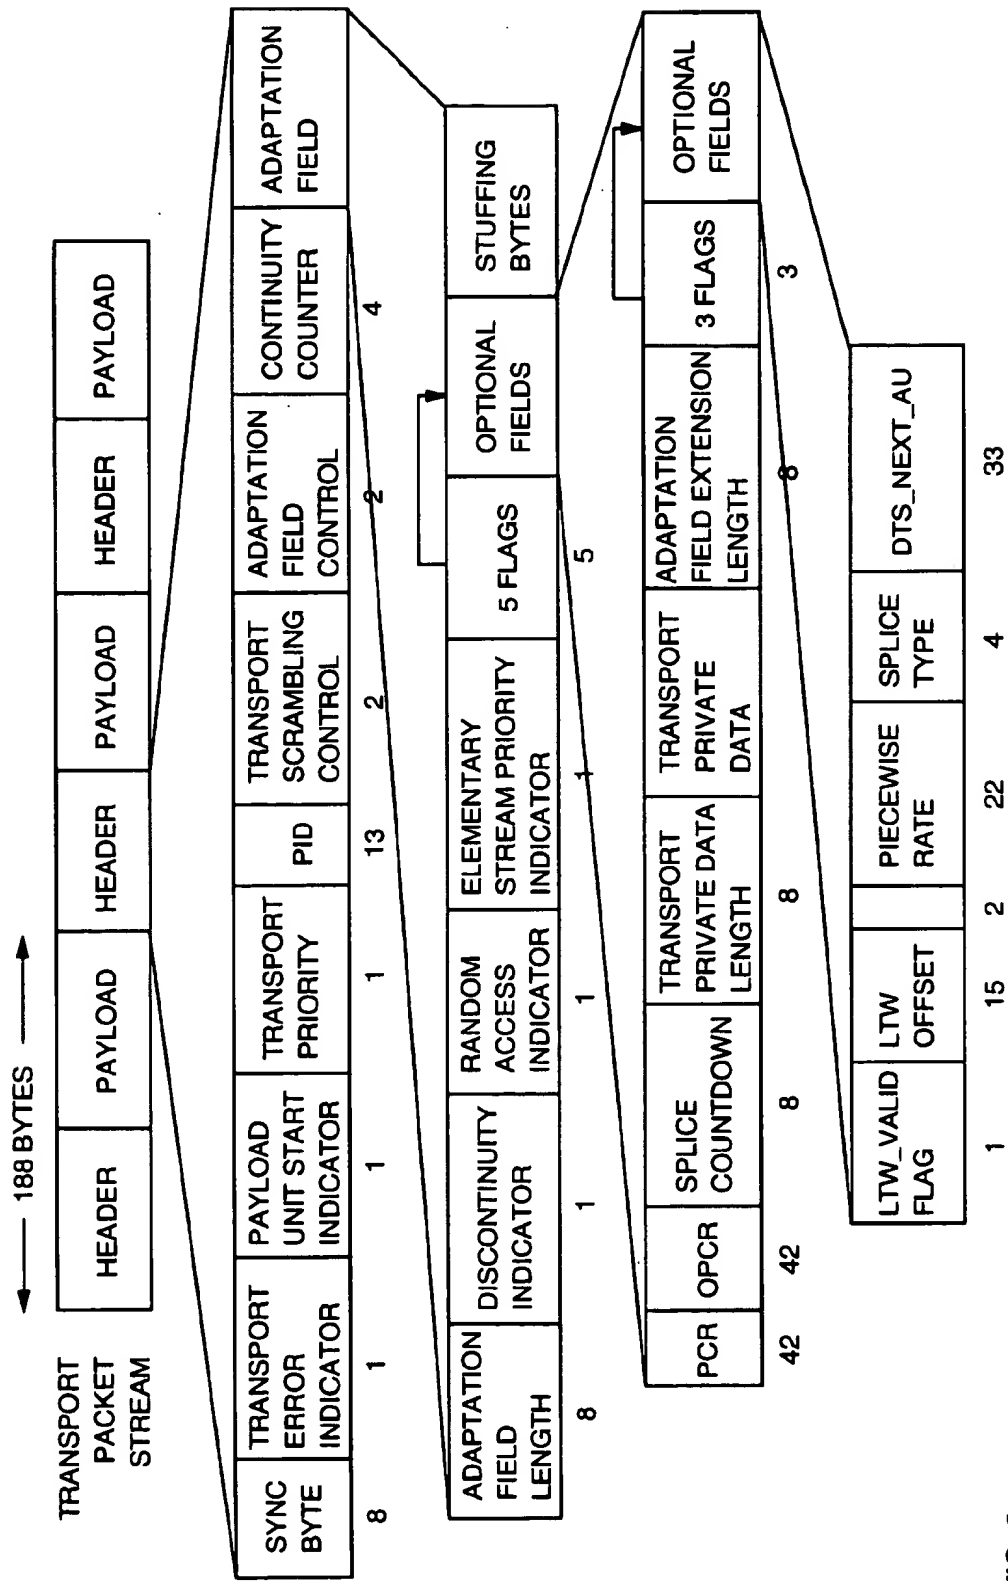 188 BYTES
TRANSPORT
PACKET
STREAM
HEADER
PAYLOAD
HEADER
PAYLOAD
HEADER
PAYLOAD
SYNC
BYTE
TRANSPORT
ERROR
INDICATOR
PAYLOAD
UNIT START
INDICATOR
TRANSPORT
PRIORITY
PID
TRANSPORT
SCRAMBLING
CONTROL
ADAPTATION
FIELD
CONTROL
CONTINUITY
COUNTER
ADAPTATION
FIELD
8
1
1
1
13
2
2
4
ADAPTATION
FIELD
LENGTH
DISCONTINUITY
INDICATOR
RANDOM
ACCESS
INDICATOR
ELEMENTARY
STREAM PRIORITY
INDICATOR
5 FLAGS
OPTIONAL
FIELDS
STUFFING
BYTES
8
1
1
1
5
PCR
OPCR
SPLICE
COUNTDOWN
TRANSPORT
PRIVATE DATA
LENGTH
TRANSPORT
PRIVATE
DATA
ADAPTATION
FIELD EXTENSION
LENGTH
3 FLAGS
OPTIONAL
FIELDS
42
42
8
8
8
3
LTW_VALID
FLAG
LTW
OFFSET
PIECEWISE
RATE
SPLICE
TYPE
DTS_NEXT_AU
1
15
2
22
4
33